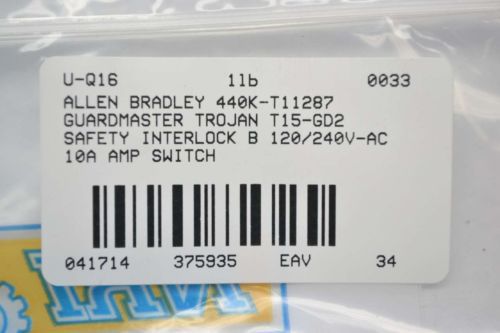 U-Q16 1lb 0033
ALLEN BRADLEY 440K-T11287
GUARDMASTER TROJAN T15-GD2
SAFETY INTERLOCK B 120/240V-AC
10A AMP SWITCH
041714 375935 EAV 34